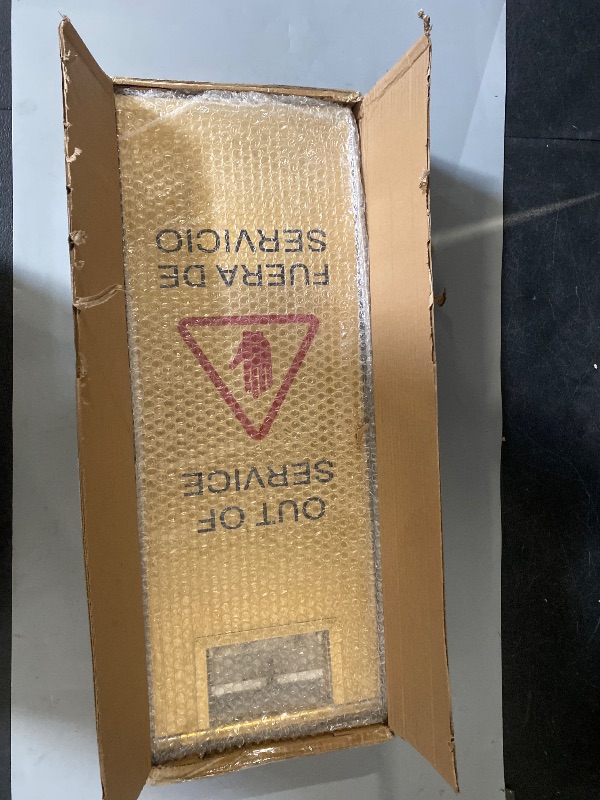 OUT OF
SERVICE
FUERA DE
SERVICIO